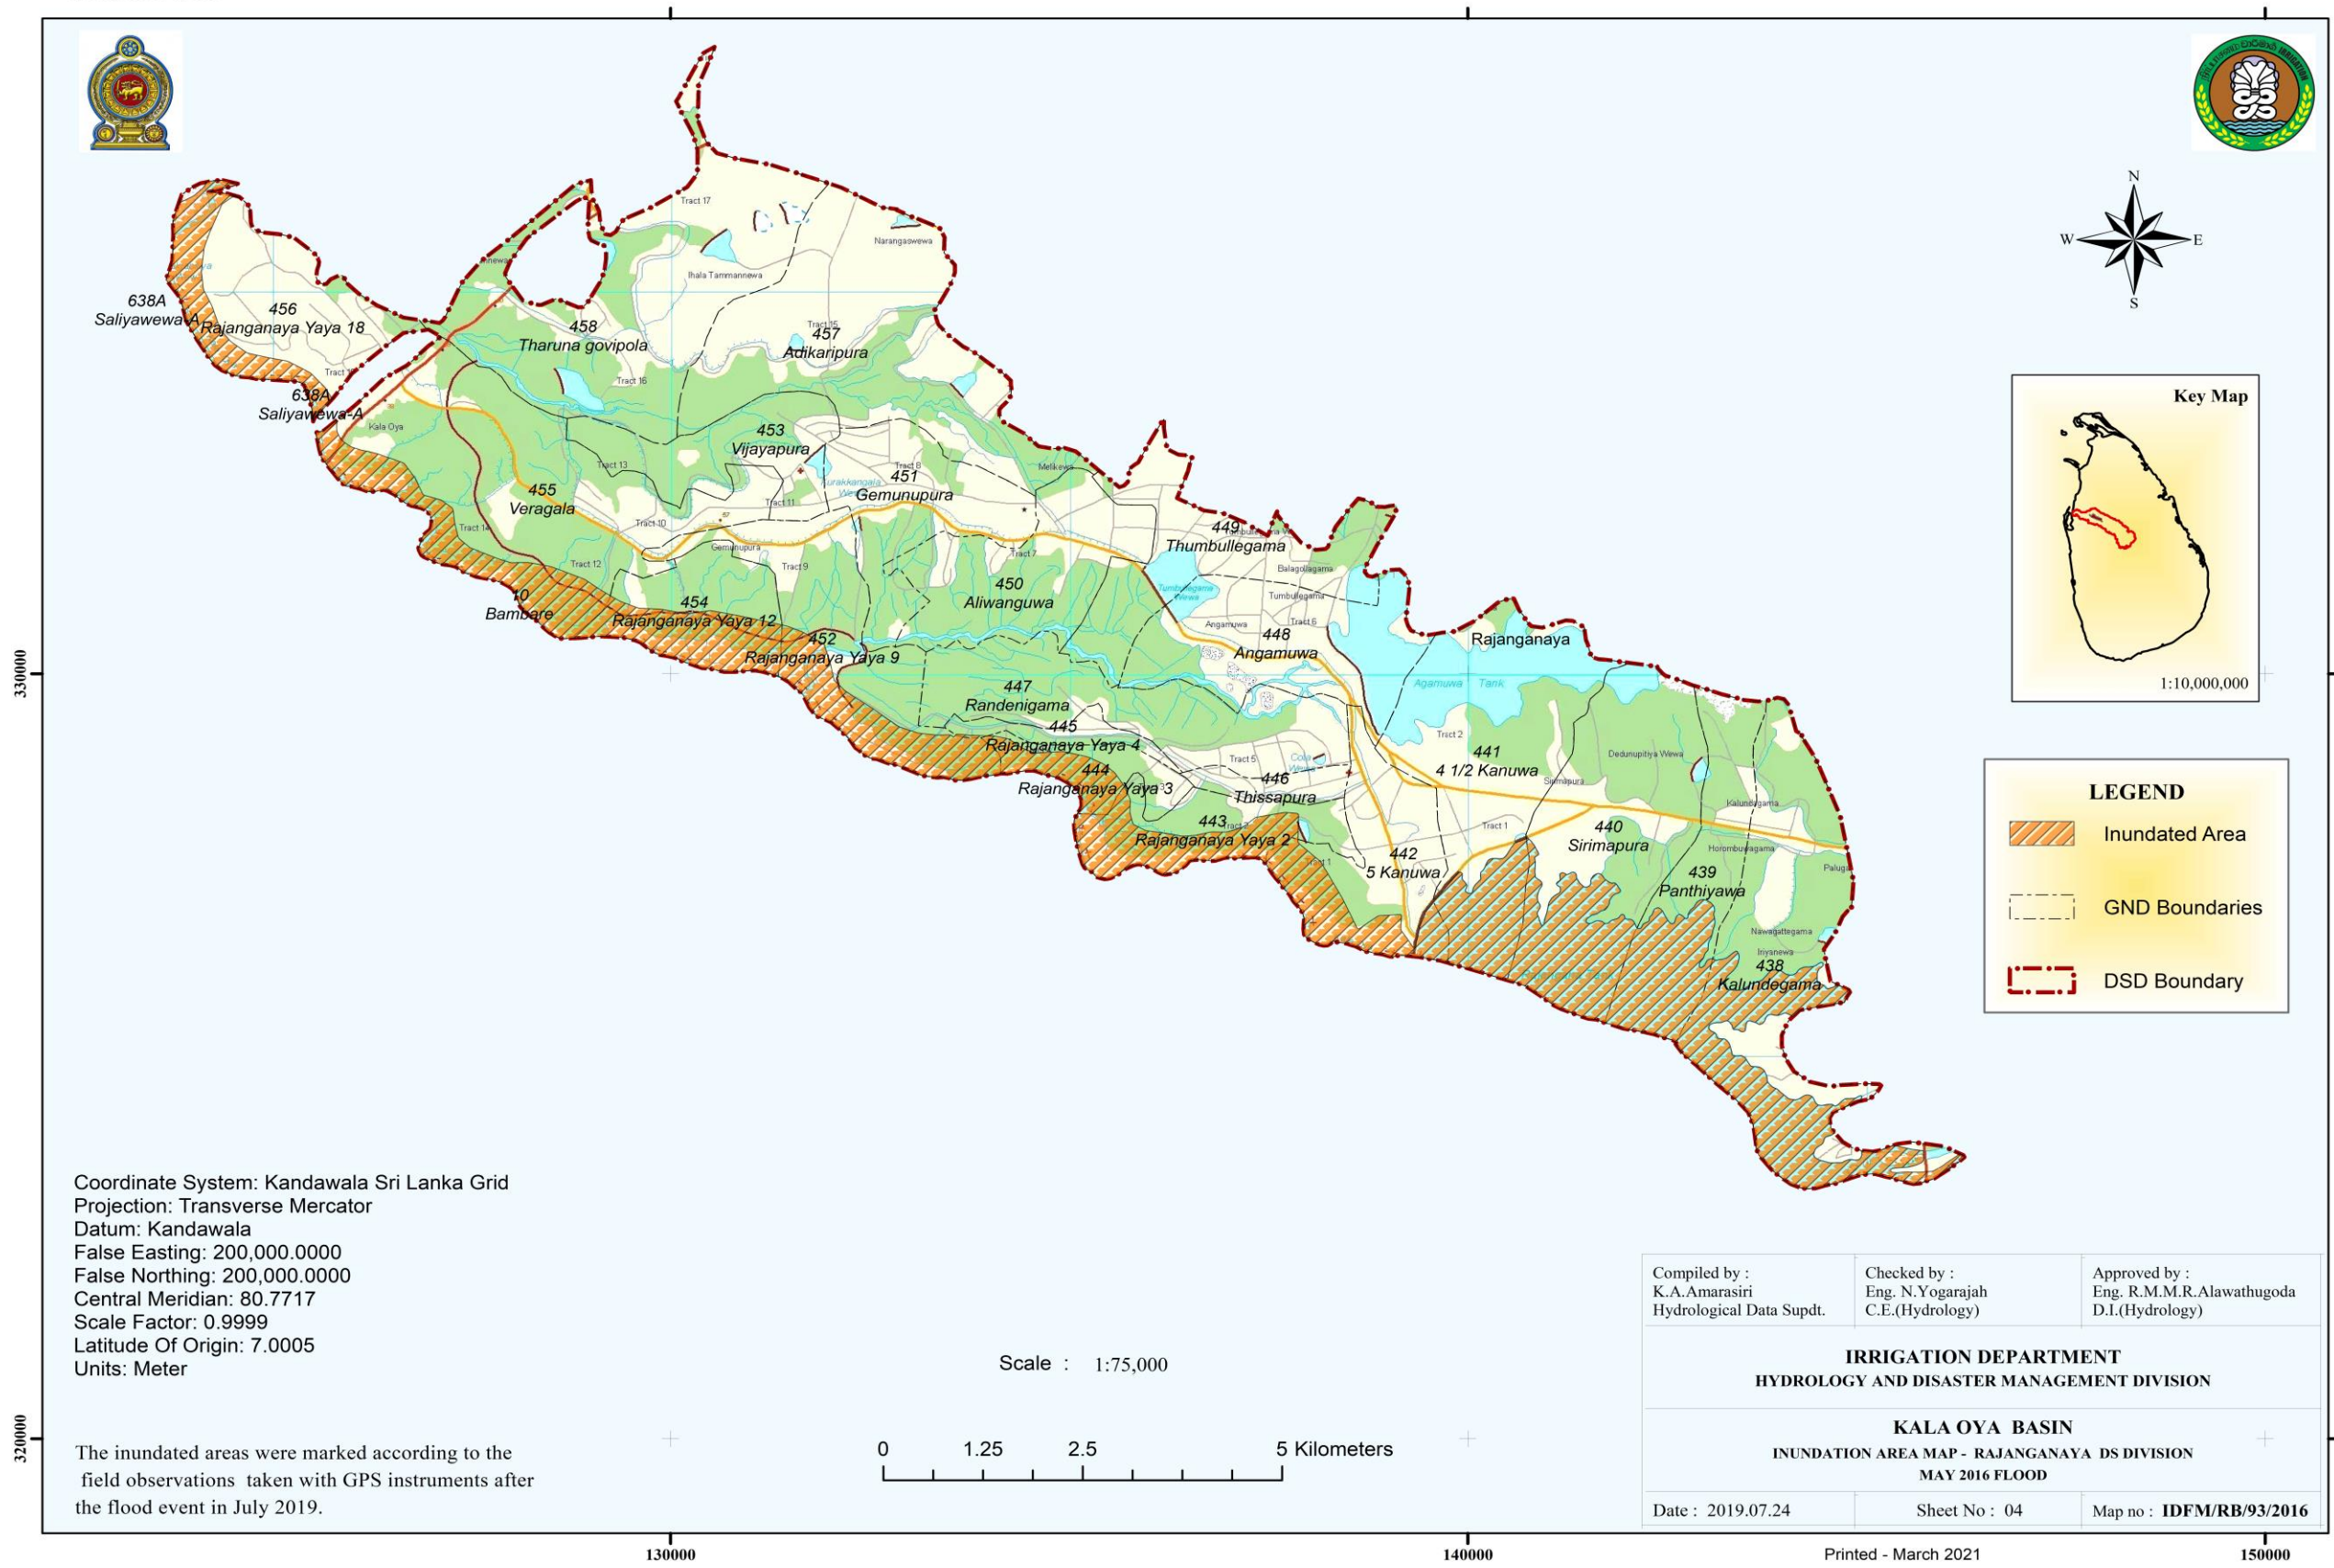 N
W
E
S
Key Map
1:10,000,000
LEGEND
Inundated Area
GND Boundaries
DSD Boundary
Tract 17
Narangaswewa
Ihala Tammannewa
638A
Saliyawewa-A
456
Rajanganaya Yaya 18
458
Tharuna govipola
Tract 15
457
Adikaripura
Tract 16
638A
Saliyawewa-A
Kala Oya
453
Vijayapura
Tract 13
Tract 8
Melikewa
451
Gemunupura
455
Veragala
Tract 11
Tract 10
Tract 14
Gemunupura
Tract 7
449
Thumbullegama
Tract 12
Tract 9
Balagollagama
450
Aliwanguwa
Tumbullegama
Wewa
Tumbullegama
Bambare
454
Rajanganaya Yaya 12
Angamuwa
Tract 6
448
Angamuwa
452
Rajanganaya Yaya 9
Rajanganaya
Agamuwa Tank
447
Randenigama
445
Rajanganaya Yaya 4
Tract 2
441
4 1/2 Kanuwa
Dedunupitiya Wewa
Tract 5
444
Rajanganaya Yaya 3
446
Thissapura
Sirimapura
Kalundagama
443
Rajanganaya Yaya 2
Tract 1
440
Sirimapura
442
5 Kanuwa
Horombuwagama
439
Panthiyawa
Nawagattegama
Iriyanewa
438
Kalundegama
330000
320000
130000
140000
150000
Coordinate System: Kandawala Sri Lanka Grid
Projection: Transverse Mercator
Datum: Kandawala
False Easting: 200,000.0000
False Northing: 200,000.0000
Central Meridian: 80.7717
Scale Factor: 0.9999
Latitude Of Origin: 7.0005
Units: Meter
The inundated areas were marked according to the
field observations taken with GPS instruments after
the flood event in July 2019.
Scale : 1:75,000
0 1.25 2.5 5 Kilometers
Compiled by :
K.A.Amarasiri
Hydrological Data Supdt.
Checked by :
Eng. N.Yogarajah
C.E.(Hydrology)
Approved by :
Eng. R.M.M.R.Alawathugoda
D.I.(Hydrology)
IRRIGATION DEPARTMENT
HYDROLOGY AND DISASTER MANAGEMENT DIVISION
KALA OYA BASIN
INUNDATION AREA MAP - RAJANGANAYA DS DIVISION
MAY 2016 FLOOD
Date : 2019.07.24
Sheet No : 04
Map no : IDFM/RB/93/2016
Printed - March 2021